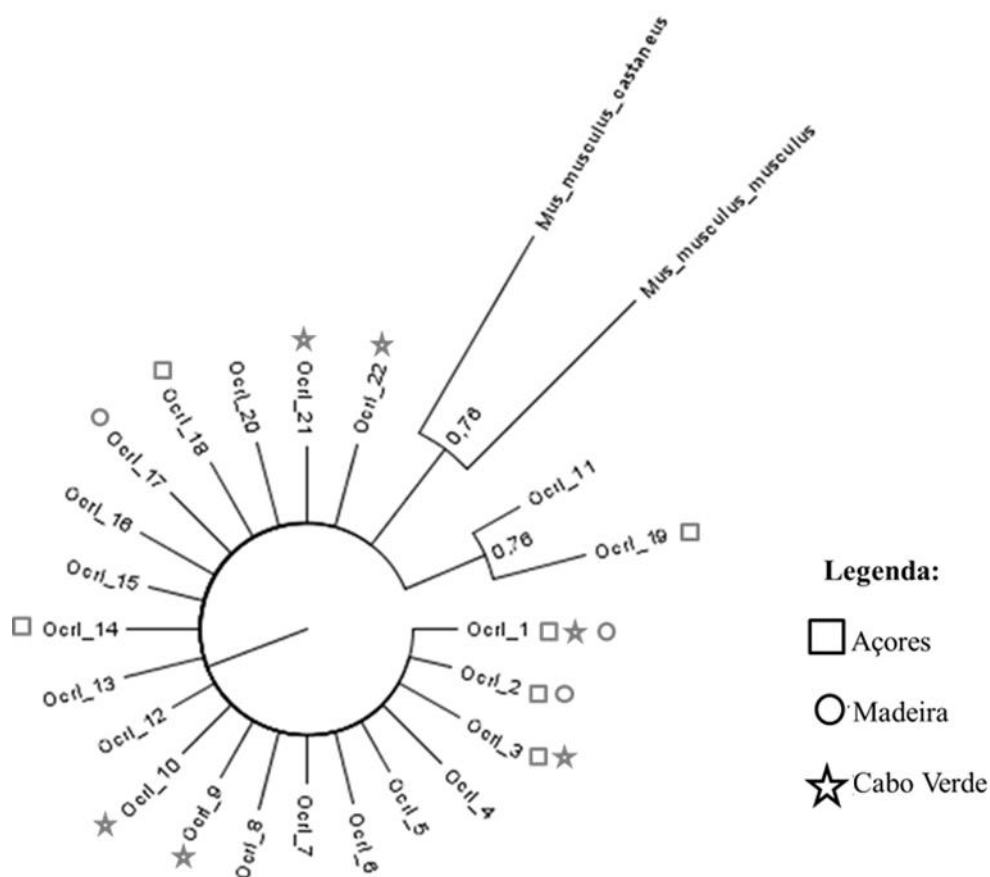 Mus_musculus_castaneus
Mus_musculus_musculus
0,76
Ocrl_11
0,76
Ocrl_19
Ocrl_1
Ocrl_2
Ocrl_3
Ocrl_4
Ocrl_5
Ocrl_6
Ocrl_7
Ocrl_8
Ocrl_9
Ocrl_10
Ocrl_12
Ocrl_13
Ocrl_14
Ocrl_15
Ocrl_16
Ocrl_17
Ocrl_18
Ocrl_20
Ocrl_21
Ocrl_22
Legenda:
Açores
Madeira
Cabo Verde